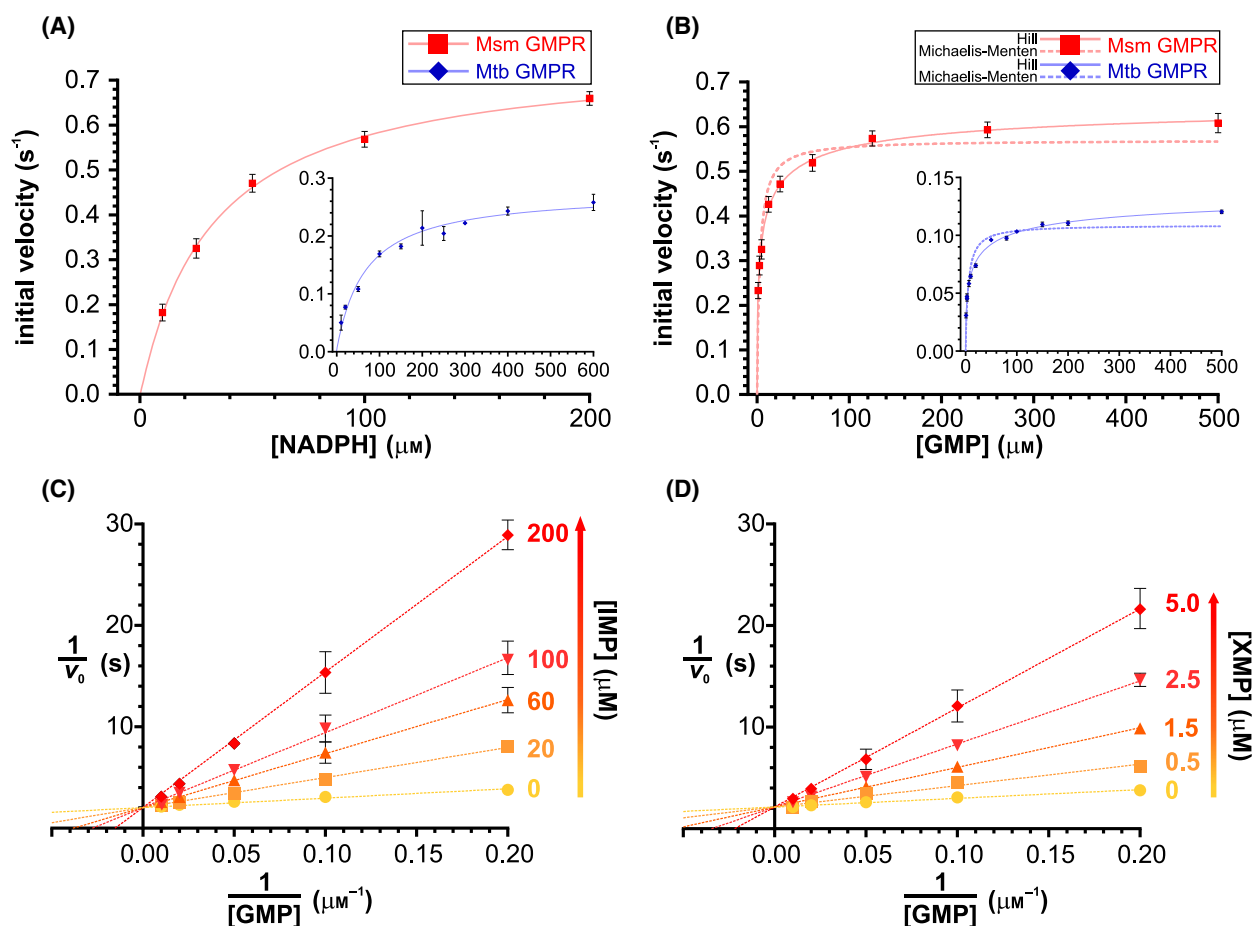 (A)
Msm GMPR
Mtb GMPR
initial velocity (s⁻¹)
0.7
0.6
0.5
0.4
0.3
0.2
0.1
0.0
0
100
200
[NADPH] (μM)
0.3
0.2
0.1
0.0
0
100
200
300
400
500
600
(B)
Hill
Michaelis-Menten
Msm GMPR
Hill
Michaelis-Menten
Mtb GMPR
initial velocity (s⁻¹)
0.7
0.6
0.5
0.4
0.3
0.2
0.1
0.0
0
100
200
300
400
500
[GMP] (μM)
0.15
0.10
0.05
0.00
0
100
200
300
400
500
(C)
30
20
10
1
v₀
(s)
200
100
60
20
0
[IMP] (μM)
0.00
0.05
0.10
0.15
0.20
1
[GMP]
(μM⁻¹)
(D)
30
20
10
1
v₀
(s)
5.0
2.5
1.5
0.5
0
[XMP] (μM)
0.00
0.05
0.10
0.15
0.20
1
[GMP]
(μM⁻¹)